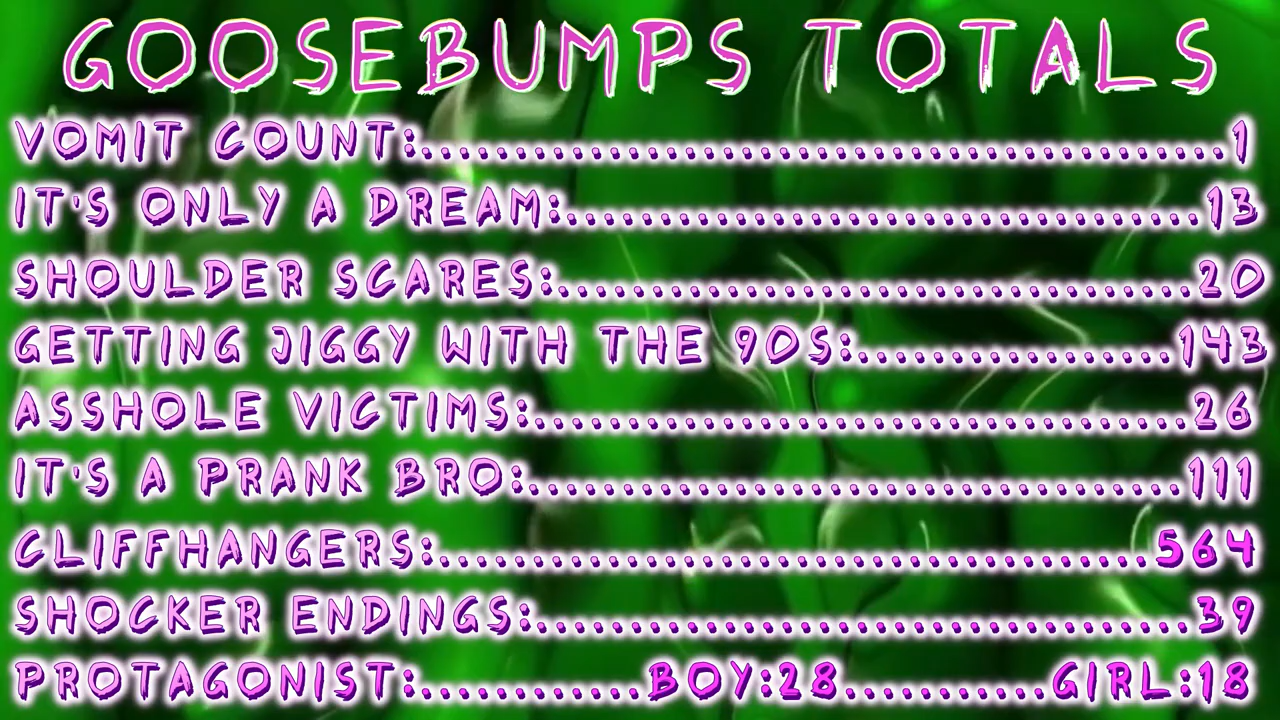 GOOSEBUMPS TOTALS
VOMIT COUNT:..........................................1
IT'S ONLY A DREAM:.................................13
SHOULDER SCARES:.................................20
GETTING JIGGY WITH THE 90S:................143
ASSHOLE VICTIMS:..................................26
IT'S A PRANK BRO:..................................111
CLIFFHANGERS:.....................................564
SHOCKER ENDINGS:..................................39
PROTAGONIST:............BOY:28...........GIRL:18